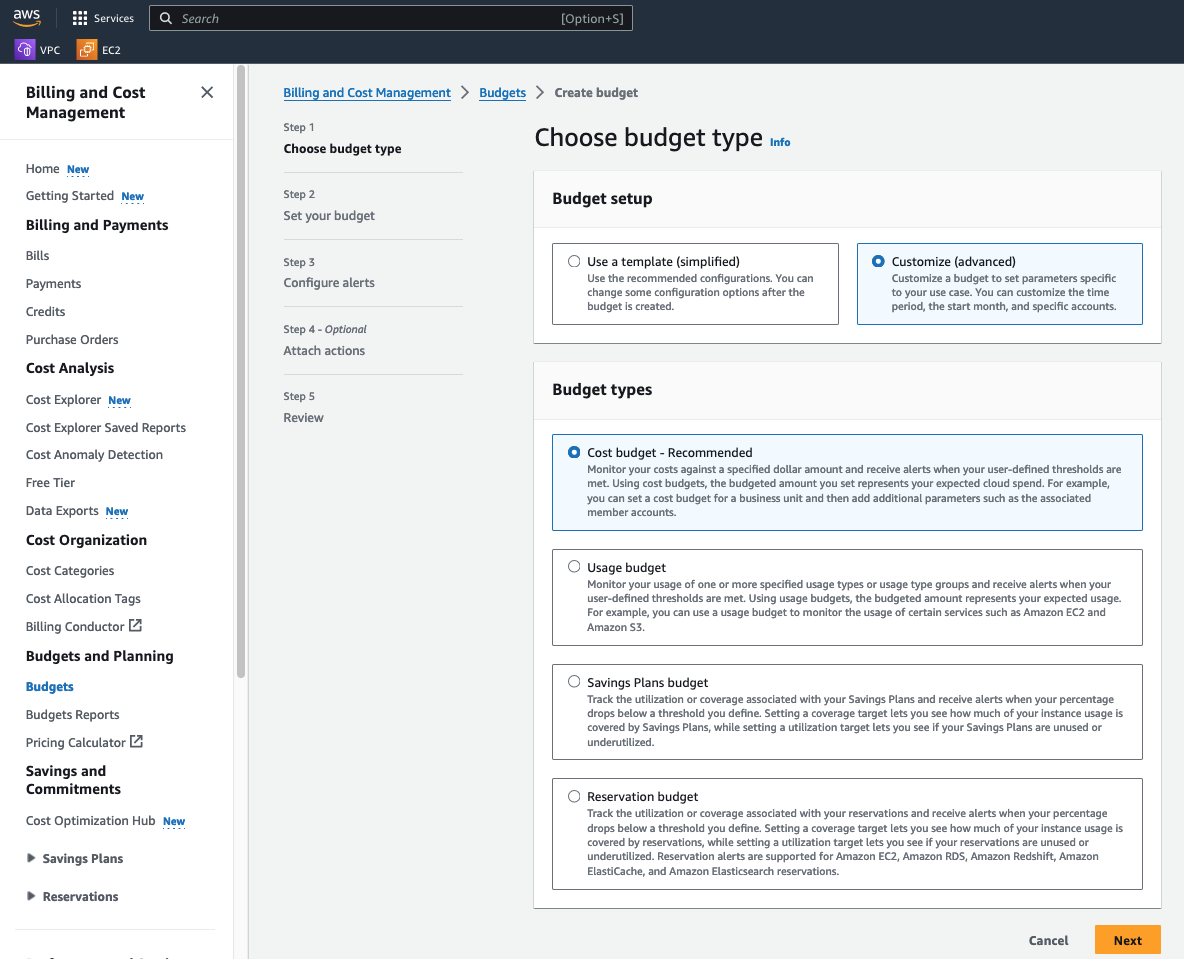 aws
Services
Search
[Option+S]
VPC
EC2
Billing and Cost
Management
Home New
Getting Started New
Billing and Payments
Bills
Payments
Credits
Purchase Orders
Cost Analysis
Cost Explorer New
Cost Explorer Saved Reports
Cost Anomaly Detection
Free Tier
Data Exports New
Cost Organization
Cost Categories
Cost Allocation Tags
Billing Conductor
Budgets and Planning
Budgets
Budgets Reports
Pricing Calculator
Savings and
Commitments
Cost Optimization Hub New
Savings Plans
Reservations
Billing and Cost Management > Budgets > Create budget
Step 1
Choose budget type
Step 2
Set your budget
Step 3
Configure alerts
Step 4 - Optional
Attach actions
Step 5
Review
Choose budget type Info
Budget setup
Use a template (simplified)
Use the recommended configurations. You can
change some configuration options after the
budget is created.
Customize (advanced)
Customize a budget to set parameters specific
to your use case. You can customize the time
period, the start month, and specific accounts.
Budget types
Cost budget - Recommended
Monitor your costs against a specified dollar amount and receive alerts when your user-defined thresholds are
met. Using cost budgets, the budgeted amount you set represents your expected cloud spend. For example,
you can set a cost budget for a business unit and then add additional parameters such as the associated
member accounts.
Usage budget
Monitor your usage of one or more specified usage types or usage type groups and receive alerts when your
user-defined thresholds are met. Using usage budgets, the budgeted amount represents your expected usage.
For example, you can use a usage budget to monitor the usage of certain services such as Amazon EC2 and
Amazon S3.
Savings Plans budget
Track the utilization or coverage associated with your Savings Plans and receive alerts when your percentage
drops below a threshold you define. Setting a coverage target lets you see how much of your instance usage is
covered by Savings Plans, while setting a utilization target lets you see if your Savings Plans are unused or
underutilized.
Reservation budget
Track the utilization or coverage associated with your reservations and receive alerts when your percentage
drops below a threshold you define. Setting a coverage target lets you see how much of your instance usage is
covered by reservations, while setting a utilization target lets you see if your reservations are unused or
underutilized. Reservation alerts are supported for Amazon EC2, Amazon RDS, Amazon Redshift, Amazon
ElastiCache, and Amazon Elasticsearch reservations.
Cancel
Next